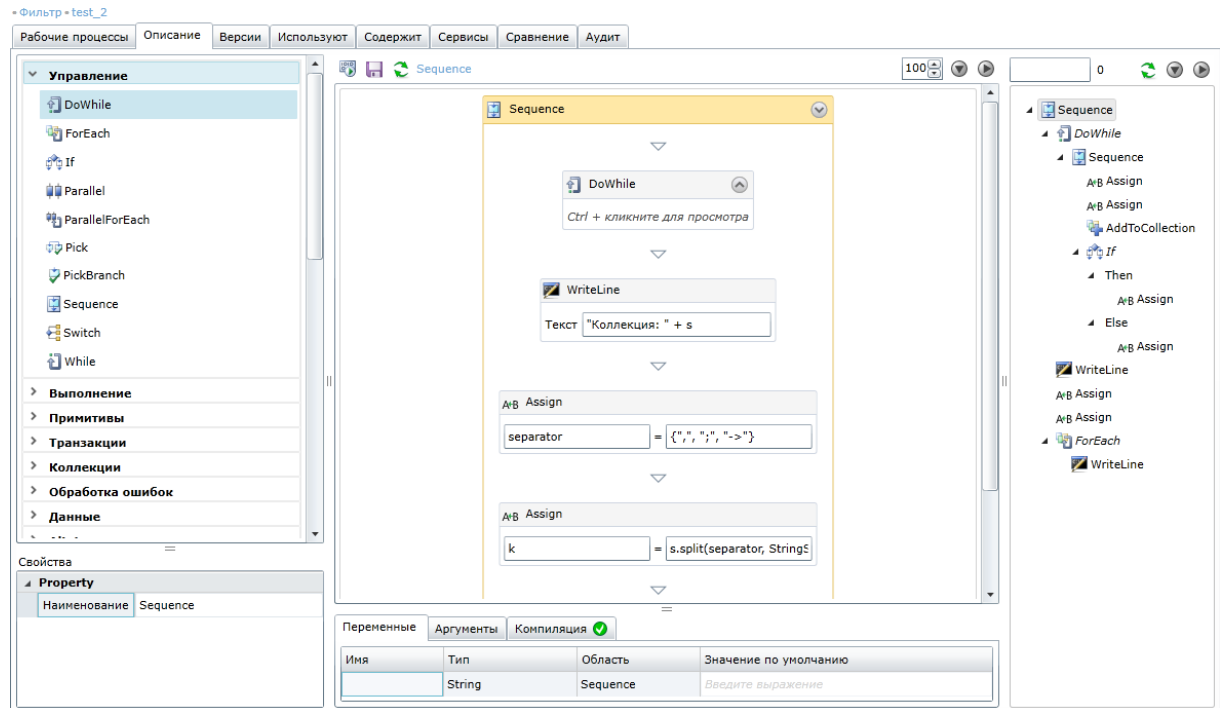 Фильтр test_2
Рабочие процессы Описание Версии Используют Содержит Сервисы Сравнение Аудит
Управление
DoWhile
ForEach
If
Parallel
ParallelForEach
Pick
PickBranch
Sequence
Switch
While
Выполнение
Примитивы
Транзакции
Коллекции
Обработка ошибок
Данные
Свойства
Property
Наименование Sequence
Sequence
100
Sequence
DoWhile
Ctrl + кликните для просмотра
WriteLine
Текст "Коллекция: " + s
A+B Assign
separator = {",", ";", "->"}
A+B Assign
k = s.split(separator, StringS
Переменные Аргументы Компиляция
Имя Тип Область Значение по умолчанию
String Sequence Введите выражение
0
Sequence
DoWhile
Sequence
A+B Assign
A+B Assign
AddToCollection
If
Then
A+B Assign
Else
A+B Assign
WriteLine
A+B Assign
A+B Assign
ForEach
WriteLine